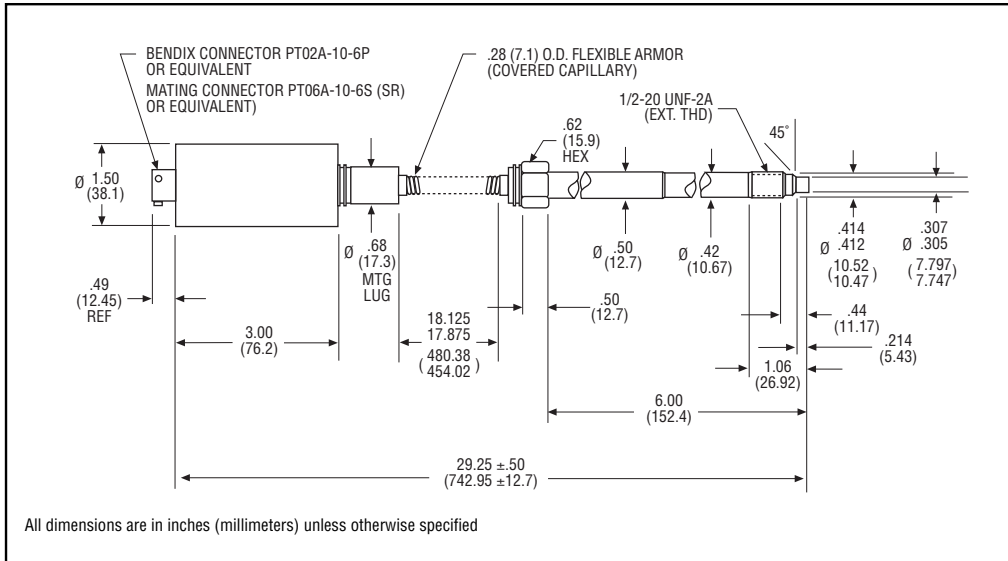 BENDIX CONNECTOR PT02A-10-6P
OR EQUIVALENT
MATING CONNECTOR PT06A-10-6S (SR)
OR EQUIVALENT)
.28 (7.1) O.D. FLEXIBLE ARMOR
(COVERED CAPILLARY)
1/2-20 UNF-2A
(EXT. THD)
45°
.62
(15.9)
HEX
Ø 1.50
(38.1)
Ø .68
(17.3)
MTG
LUG
Ø .50
(12.7)
Ø .42
(10.67)
Ø .414
.412
(10.52
10.47)
Ø .307
.305
(7.797
7.747)
.49
(12.45)
REF
3.00
(76.2)
18.125
17.875
(480.38
454.02)
.50
(12.7)
.44
(11.17)
.214
(5.43)
1.06
(26.92)
6.00
(152.4)
29.25 ±.50
(742.95 ±12.7)
All dimensions are in inches (millimeters) unless otherwise specified